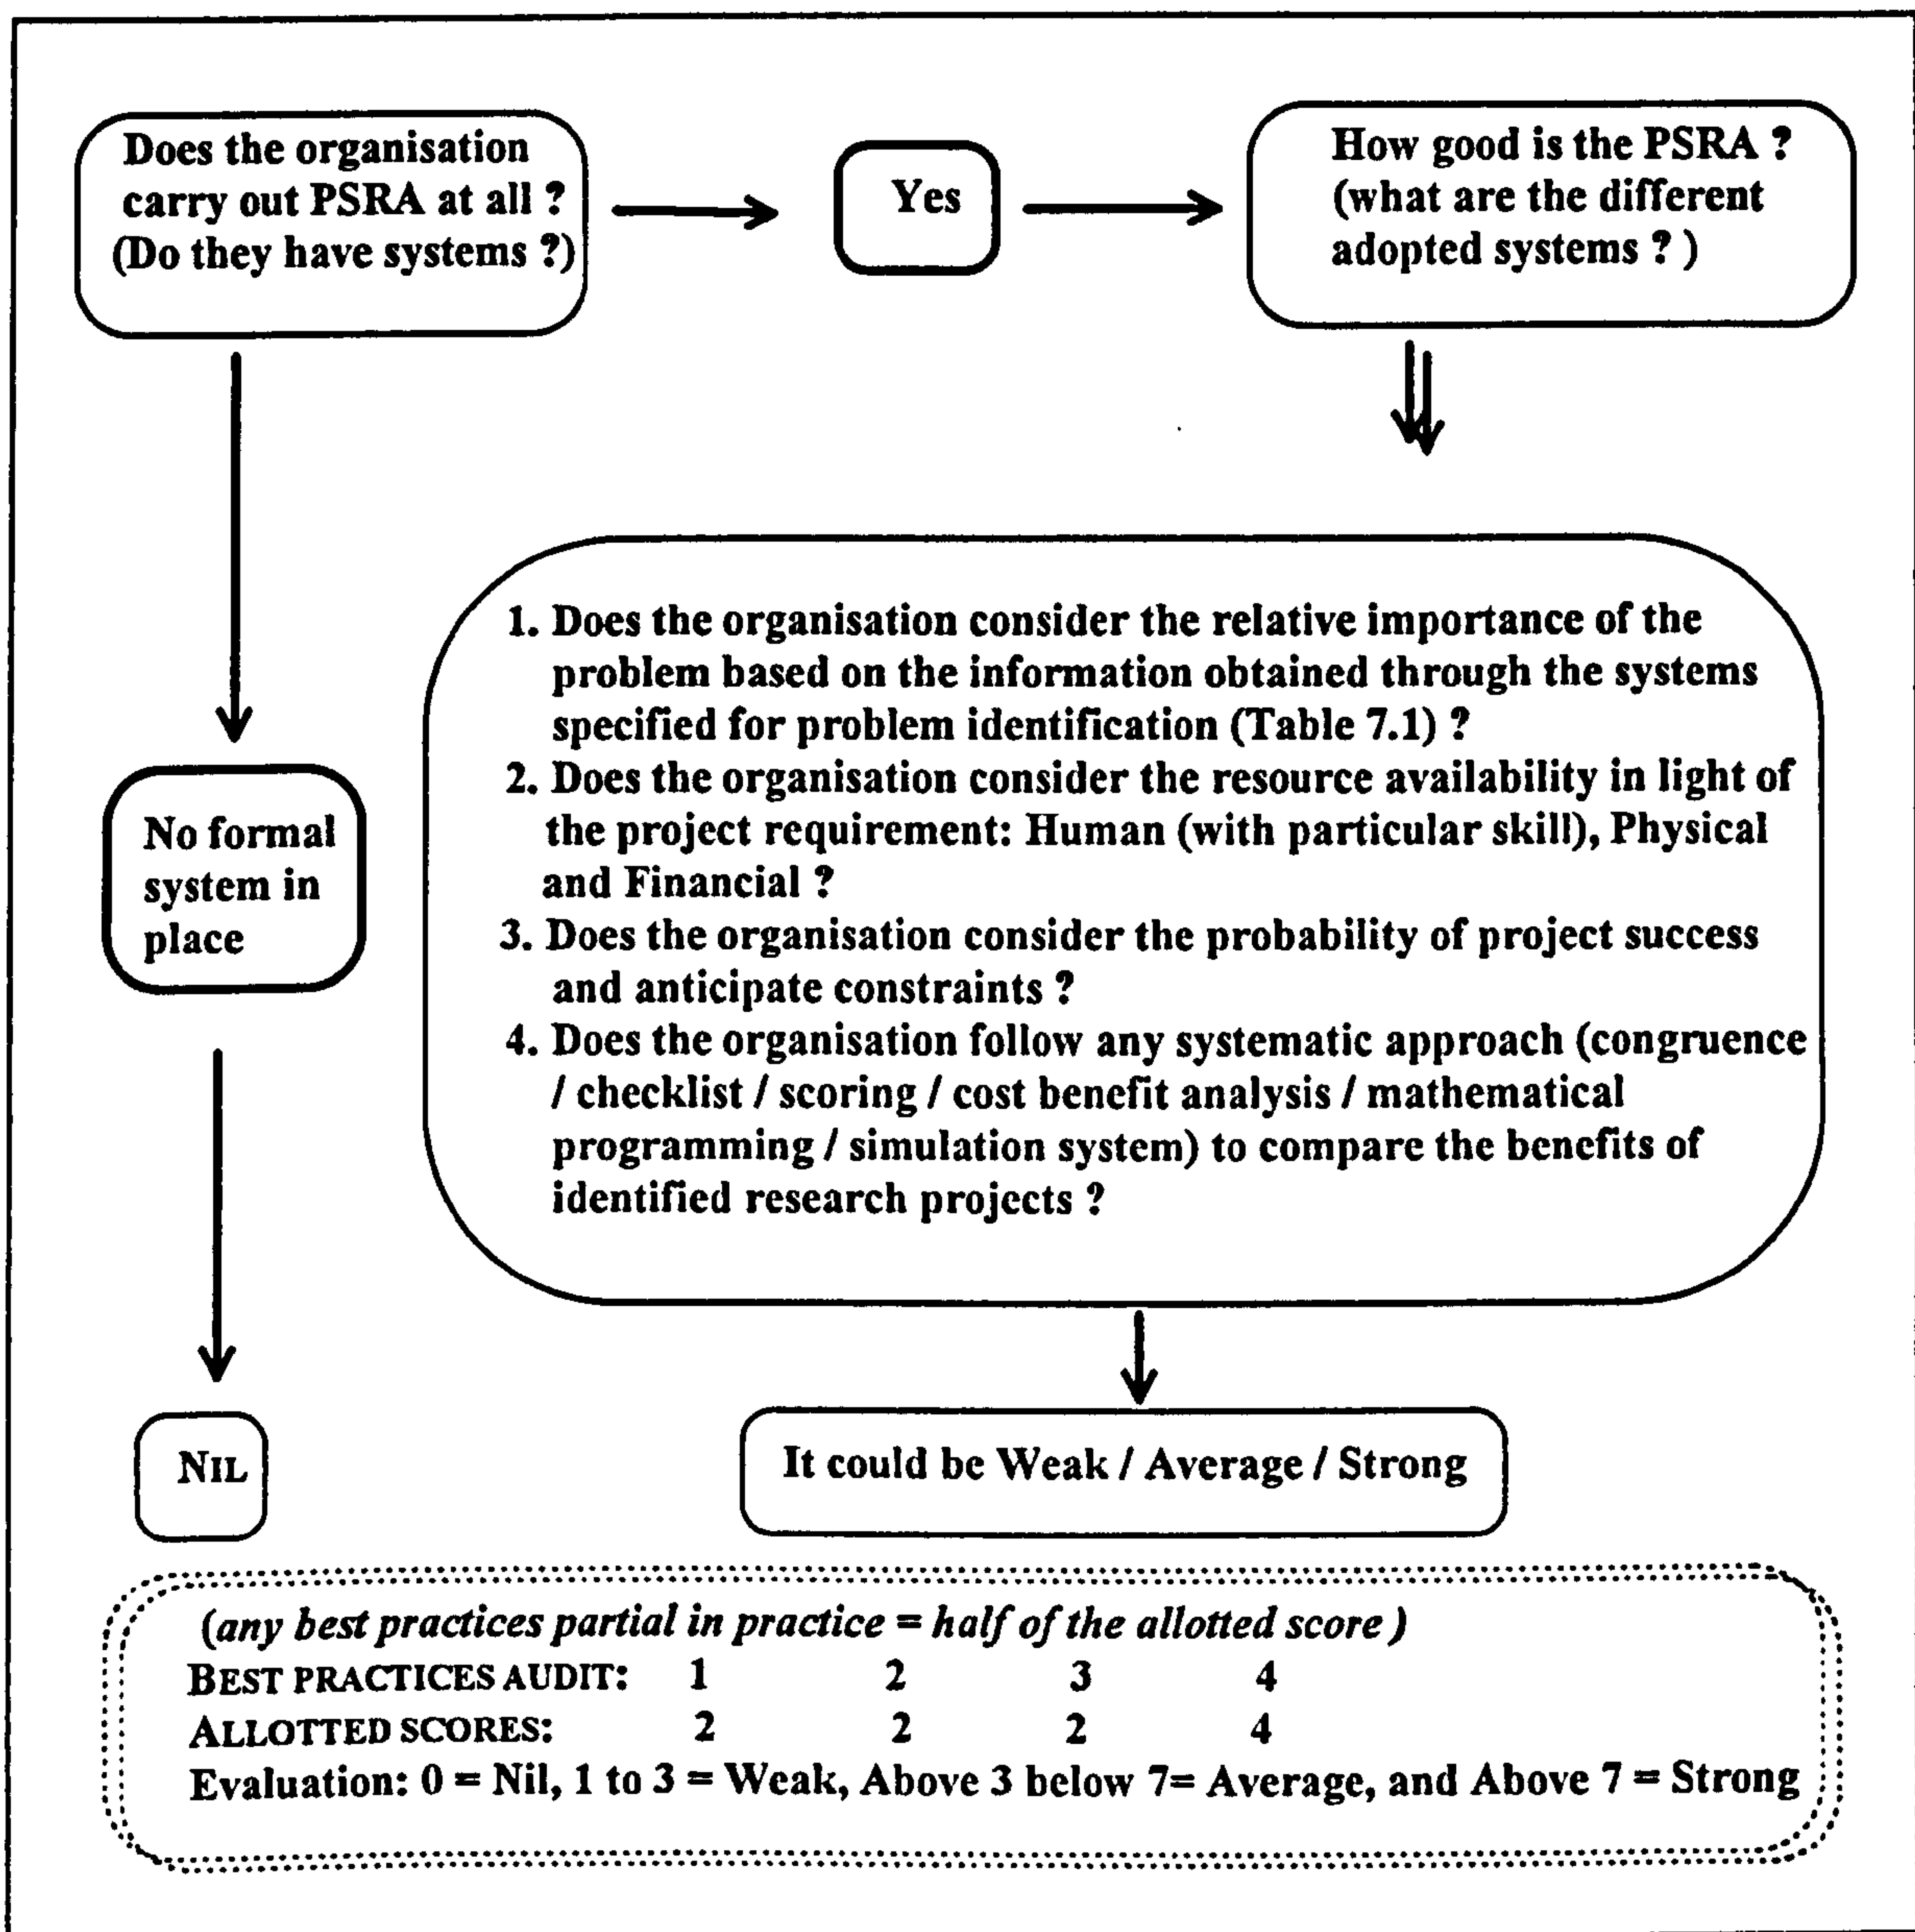 Does the organisation
carry out PSRA at all ?
(Do they have systems ?)
Yes
How good is the PSRA ?
(what are the different
adopted systems ? )
No formal
system in
place
1. Does the organisation consider the relative importance of the
problem based on the information obtained through the systems
specified for problem identification (Table 7.1) ?
2. Does the organisation consider the resource availability in light of
the project requirement: Human (with particular skill), Physical
and Financial ?
3. Does the organisation consider the probability of project success
and anticipate constraints ?
4. Does the organisation follow any systematic approach (congruence
/ checklist / scoring / cost benefit analysis / mathematical
programming / simulation system) to compare the benefits of
identified research projects ?
NIL
It could be Weak / Average / Strong
(any best practices partial in practice = half of the allotted score )
BEST PRACTICES AUDIT: 1 2 3 4
ALLOTTED SCORES: 2 2 2 4
Evaluation: 0 = Nil, 1 to 3 = Weak, Above 3 below 7= Average, and Above 7 = Strong